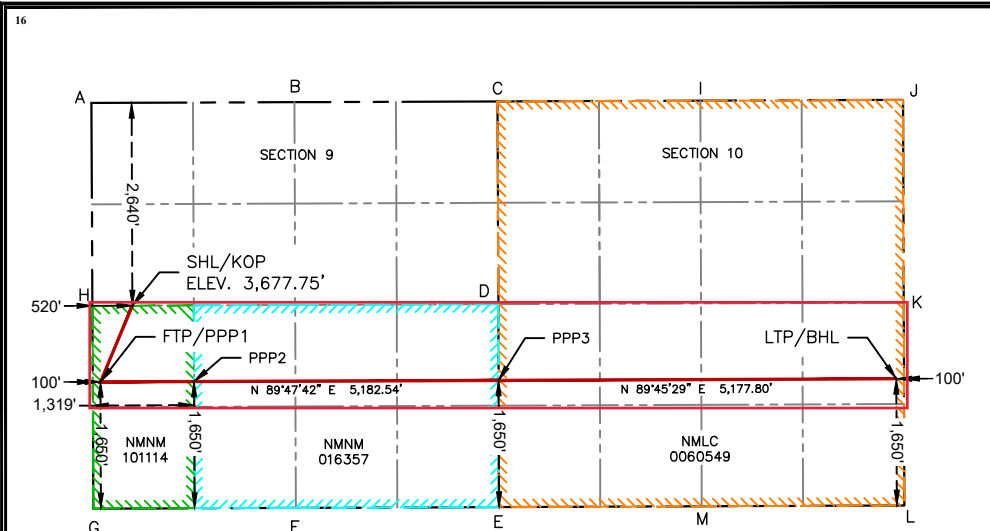 16
A
B
C
I
J
SECTION 9
SECTION 10
2,640'
SHL/KOP
ELEV. 3,677.75'
H
D
K
520'
FTP/PPP1
PPP2
PPP3
LTP/BHL
100'
100'
N 89°47'42" E 5,182.54'
N 89°45'29" E 5,177.80'
1,319'
1,650'
1,650'
1,650'
1,650'
NMNM
101114
NMNM
016357
NMLC
0060549
G
F
E
M
L